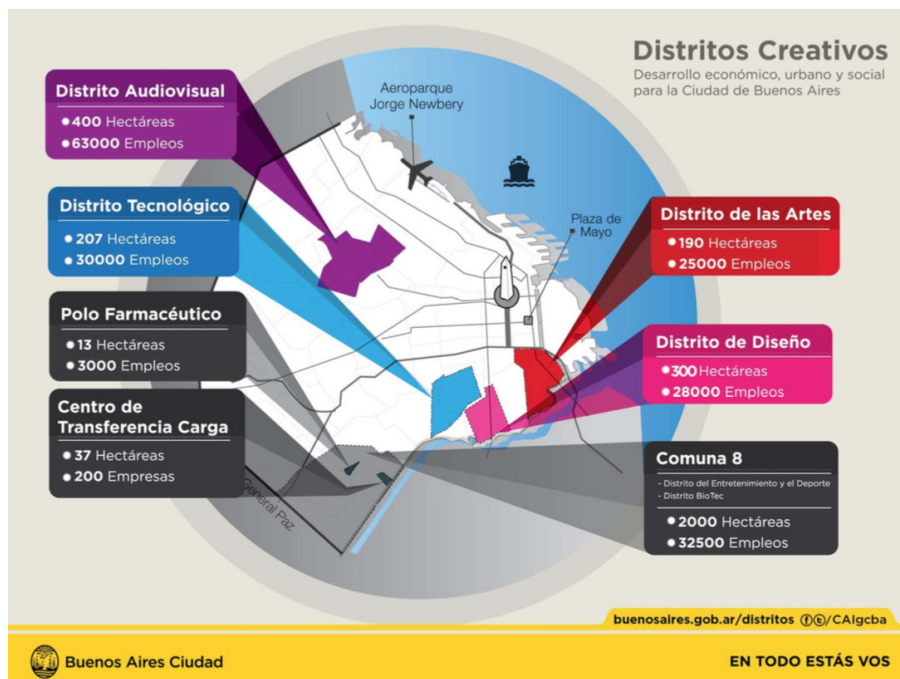 Distritos Creativos
Desarrollo económico, urbano y social
para la Ciudad de Buenos Aires
Distrito Audiovisual
400 Hectáreas
63000 Empleos
Aeroparque
Jorge Newbery
Distrito Tecnológico
207 Hectáreas
30000 Empleos
Plaza de
Mayo
Distrito de las Artes
190 Hectáreas
25000 Empleos
Polo Farmacéutico
13 Hectáreas
3000 Empleos
Distrito de Diseño
300 Hectáreas
28000 Empleos
Centro de
Transferencia Carga
37 Hectáreas
200 Empresas
General Paz
Comuna 8
- Distrito del Entretenimiento y el Deporte
- Distrito BioTec
2000 Hectáreas
32500 Empleos
buenosaires.gob.ar/distritos /CAIgcba
Buenos Aires Ciudad
EN TODO ESTÁS VOS